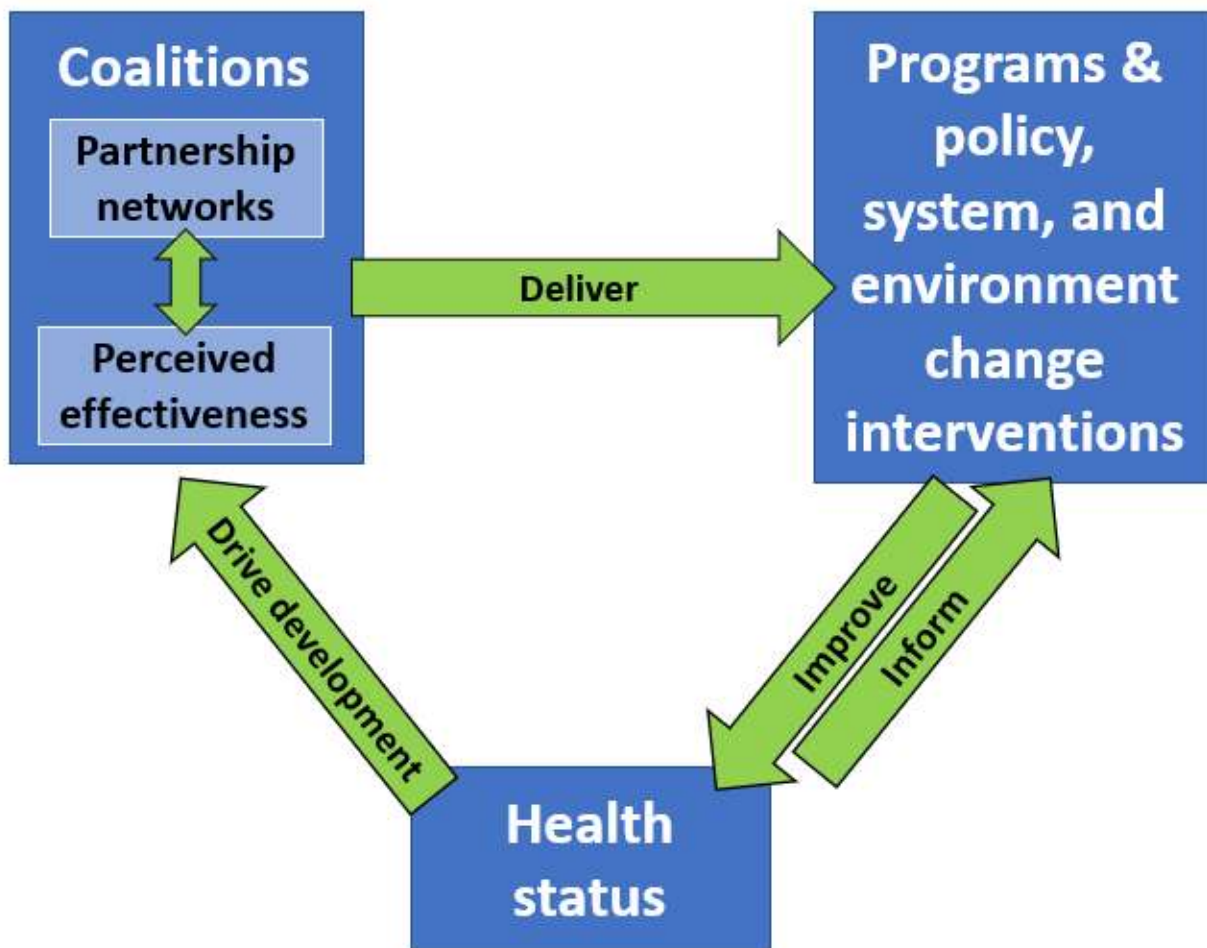 Coalitions
Partnership
networks
Perceived
effectiveness
Deliver
Programs &
policy,
system, and
environment
change
interventions
Drive development
Improve
Inform
Health
status